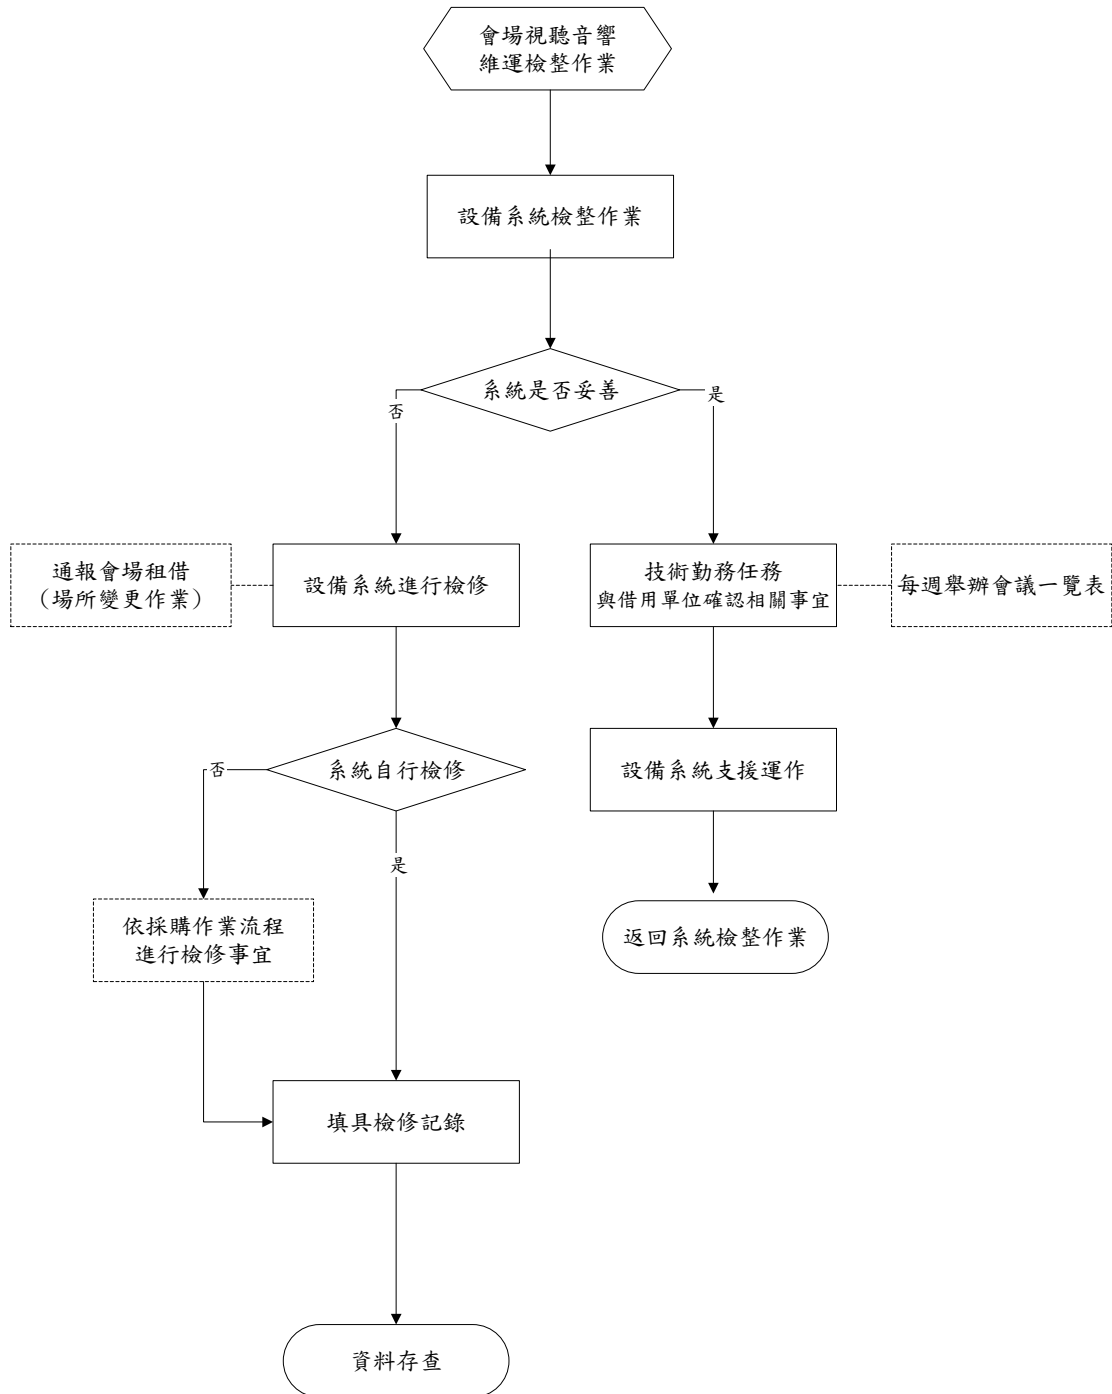 會場視聽音響
維運檢整作業
設備系統檢整作業
系統是否妥善
否
是
通報會場租借
（場所變更作業）
設備系統進行檢修
技術勤務任務
與借用單位確認相關事宜
每週舉辦會議一覽表
否
系統自行檢修
設備系統支援運作
是
依採購作業流程
進行檢修事宜
返回系統檢整作業
填具檢修記錄
資料存查